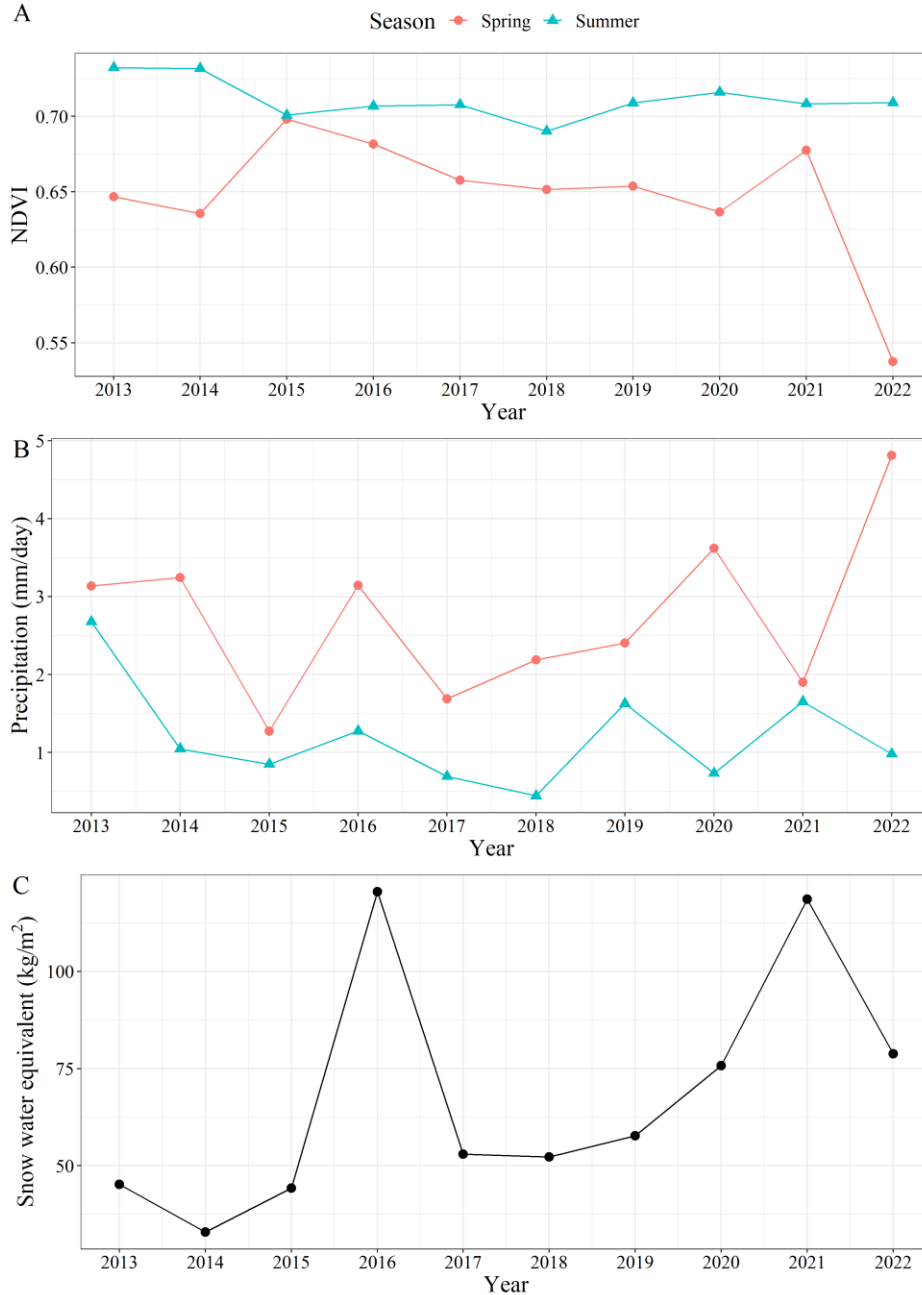 A
Season Spring Summer
0.70
0.65
0.60
0.55
NDVI
2013 2014 2015 2016 2017 2018 2019 2020 2021 2022
Year
B
5
4
3
2
1
Precipitation (mm/day)
2013 2014 2015 2016 2017 2018 2019 2020 2021 2022
Year
C
100
75
50
Snow water equivalent (kg/m²)
2013 2014 2015 2016 2017 2018 2019 2020 2021 2022
Year